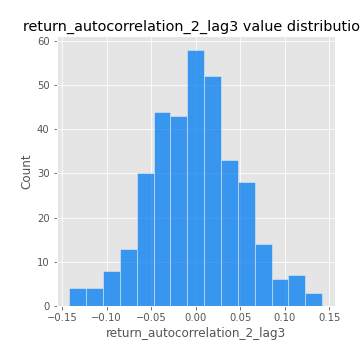 return_autocorrelation_2_lag3 value distributio
60
50
40
30
20
10
0
Count
−0.15 −0.10 −0.05 0.00 0.05 0.10 0.15
return_autocorrelation_2_lag3